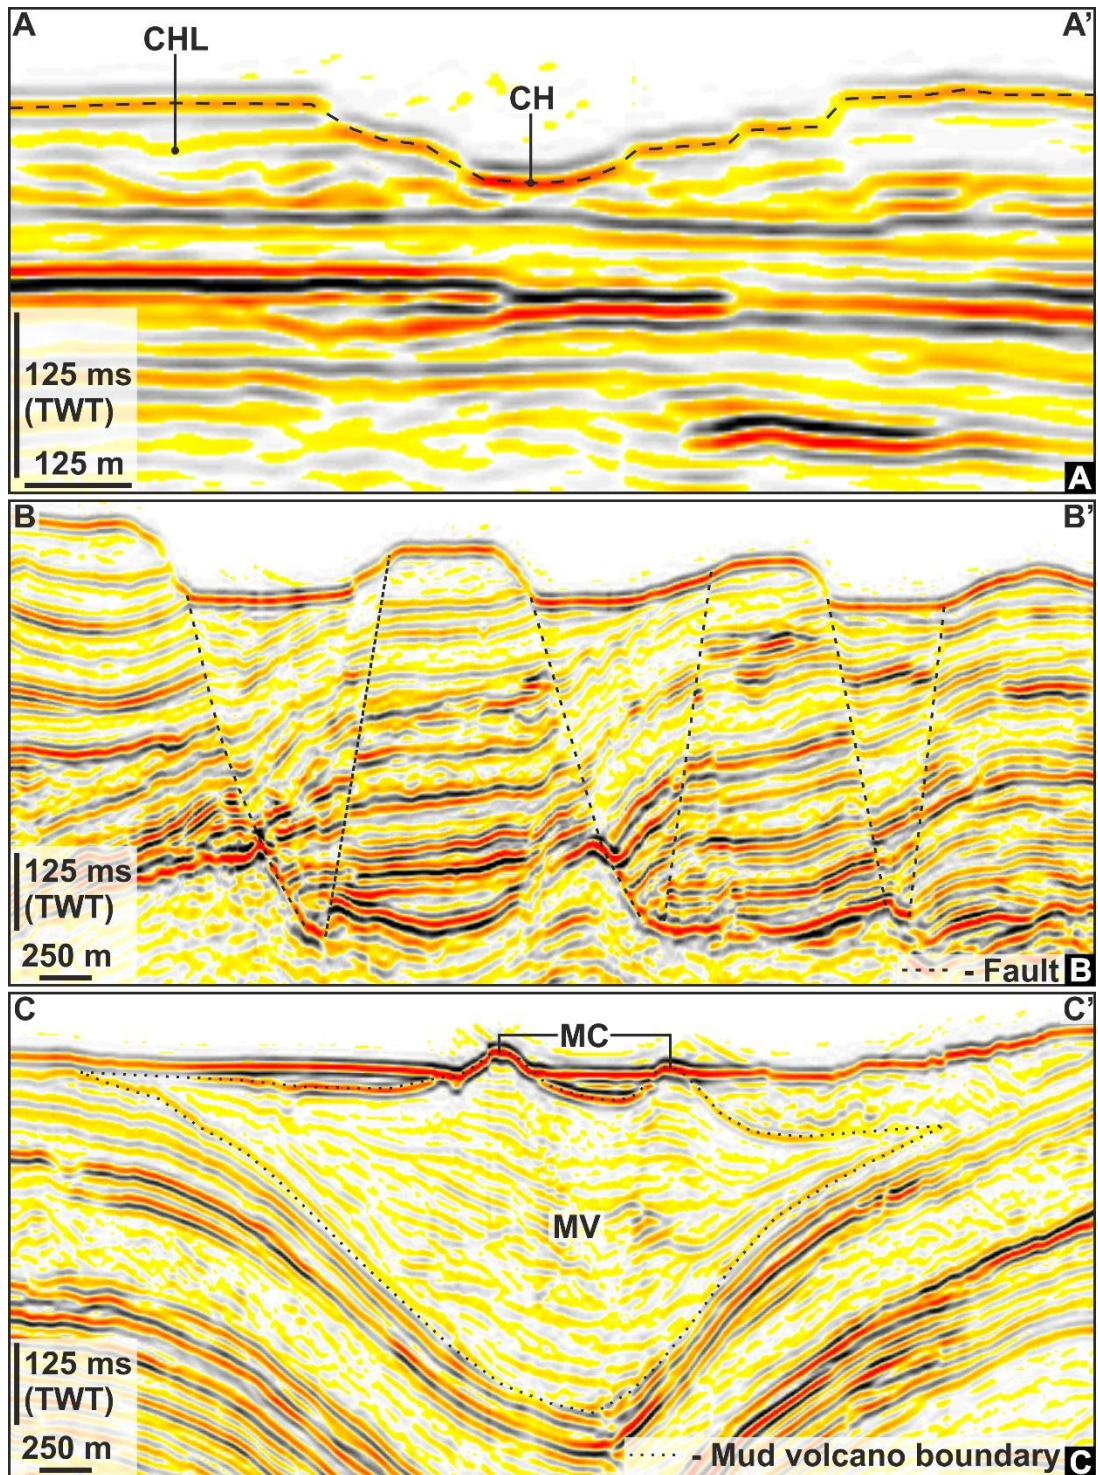 A A’
CHL
CH
125 ms
(TWT)
125 m
A
B B’
125 ms
(TWT)
250 m
- Fault
B
C C’
MC
MV
125 ms
(TWT)
250 m
- Mud volcano boundary
C